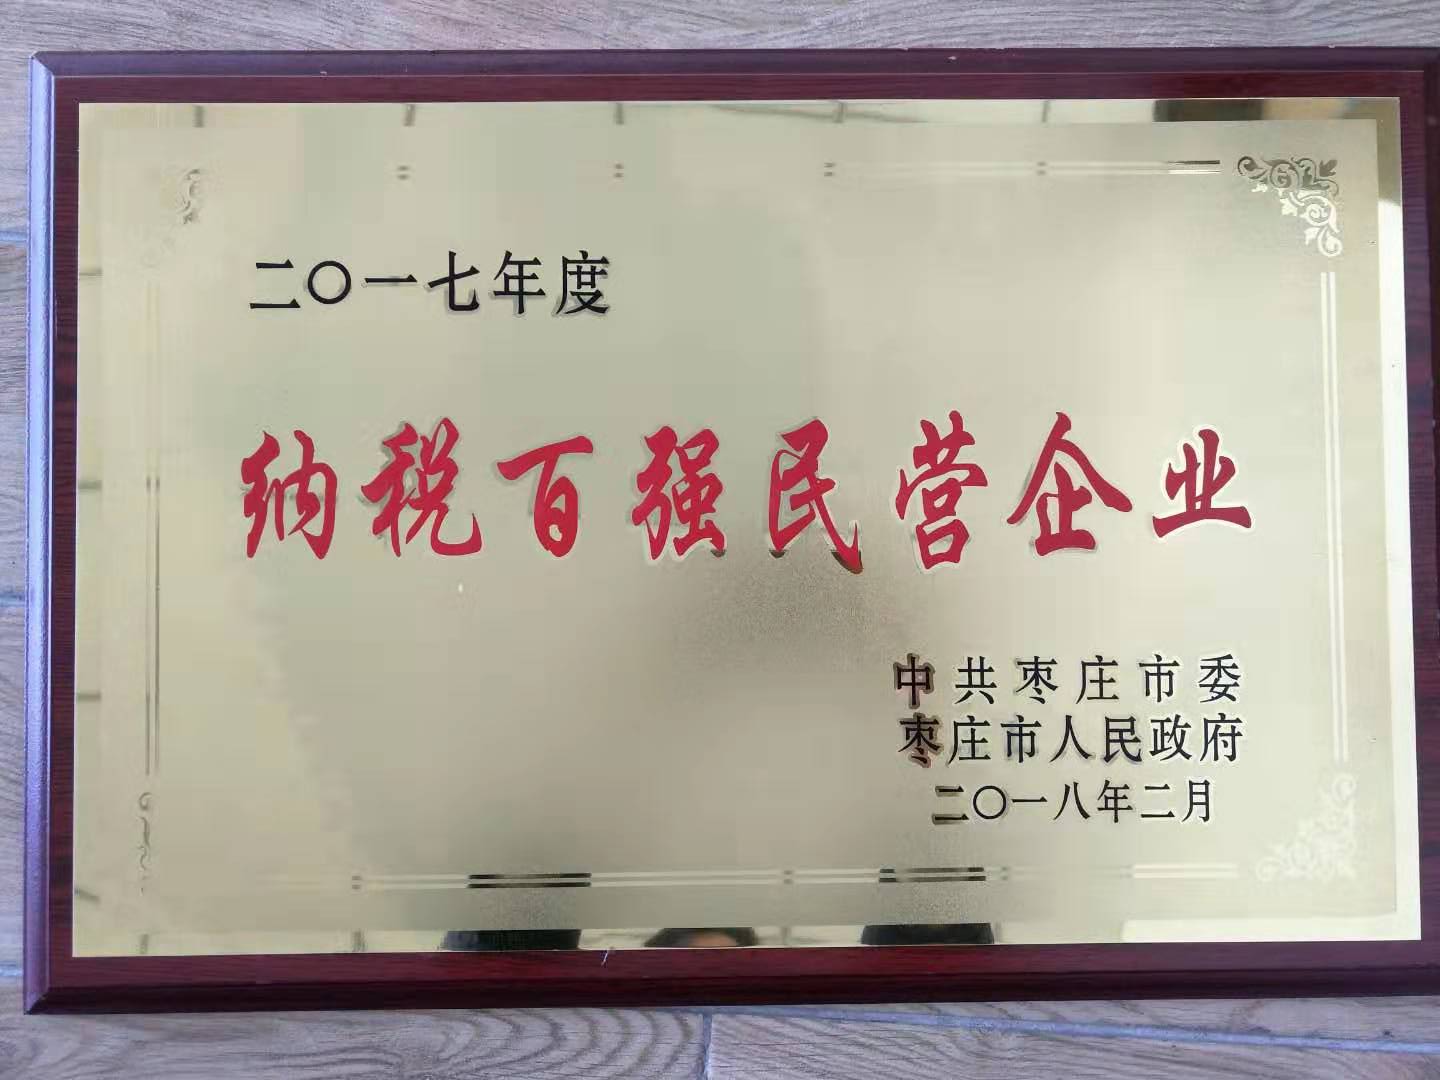 二〇一七年度
纳税百强民营企业
中共枣庄市委
枣庄市人民政府
二〇一八年二月